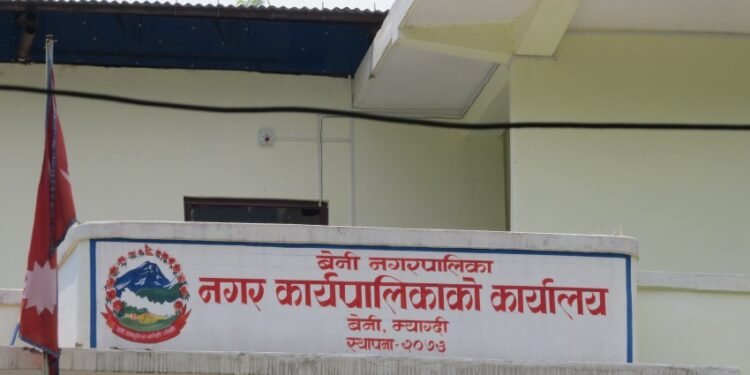 बेनी नगरपालिका
नगर कार्यपालिकाको कार्यालय
बेनी, म्याग्दी
स्थापना-२०७३